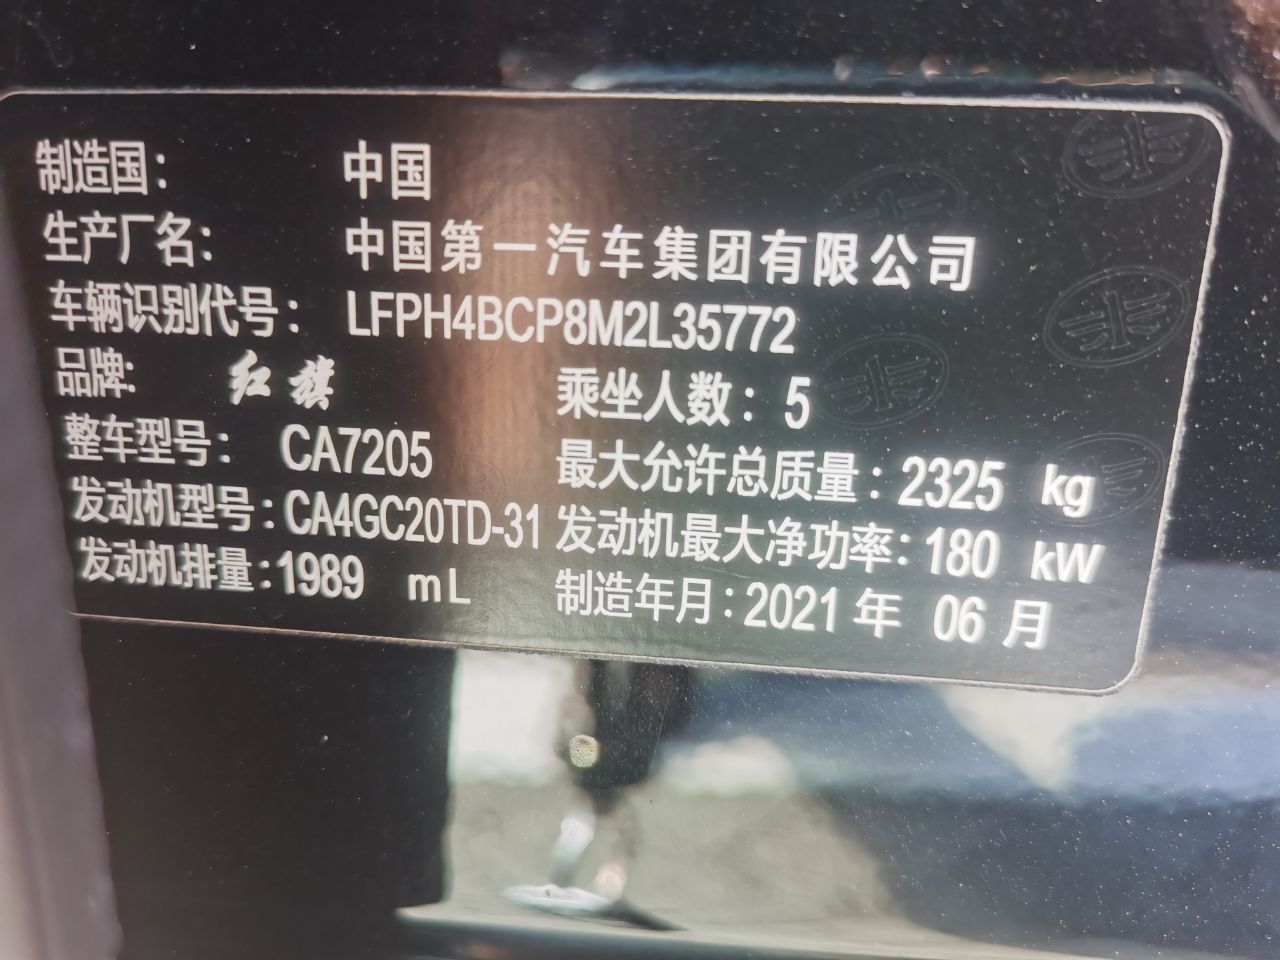 制造国： 中国
生产厂名： 中国第一汽车集团有限公司
车辆识别代号： LFPH4BCP8M2L35772
品牌: 红旗 乘坐人数： 5
整车型号： CA7205 最大允许总质量：2325 kg
发动机型号：CA4GC20TD-31 发动机最大净功率：180 kW
发动机排量：1989 mL 制造年月：2021 年 06 月